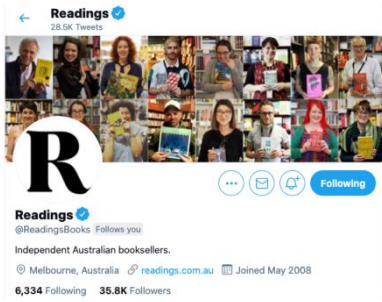 Readings
28.5K Tweets
R
Following
Readings
@ReadingsBooks Follows you
Independent Australian booksellers.
Melbourne, Australia readings.com.au Joined May 2008
6,334 Following 35.8K Followers